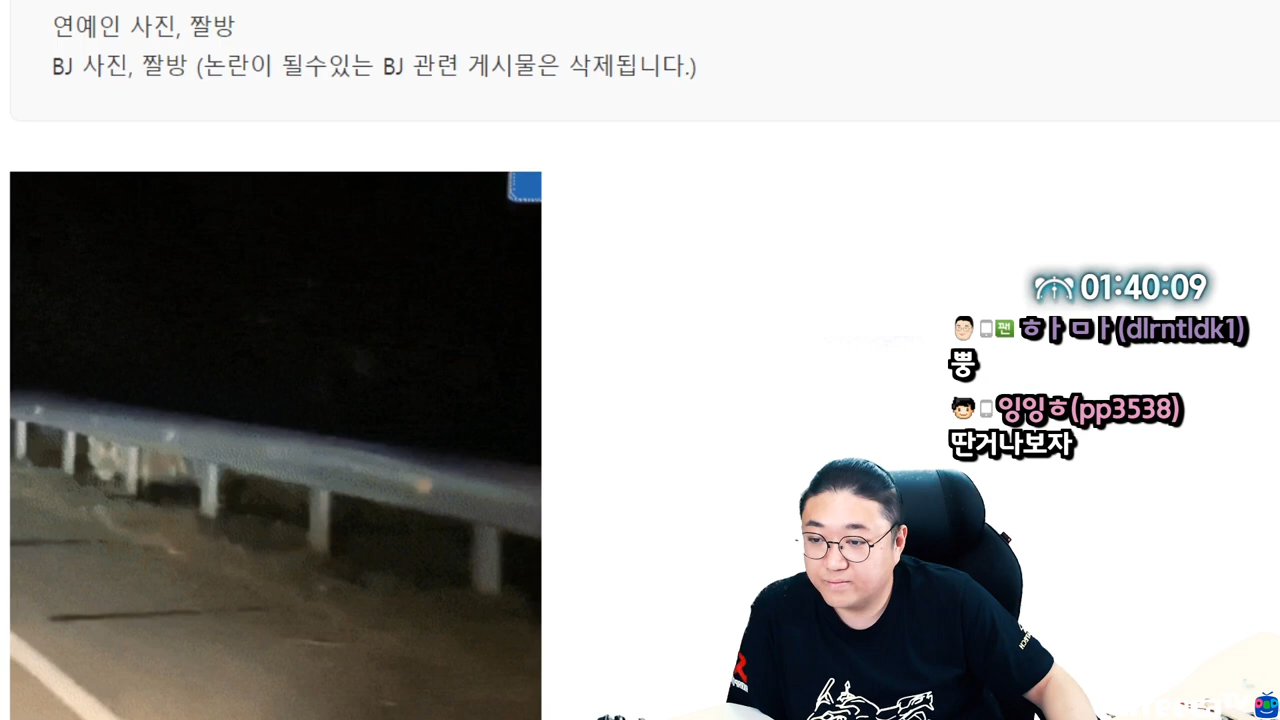 연예인 사진, 짤방
BJ 사진, 짤방 (논란이 될수있는 BJ 관련 게시물은 삭제됩니다.)
01:40:09
팬 ㅎㅏ ㅁㅏ(dlrntldk1)
뿡
잉잉ㅎ(pp3538)
딴거나보자